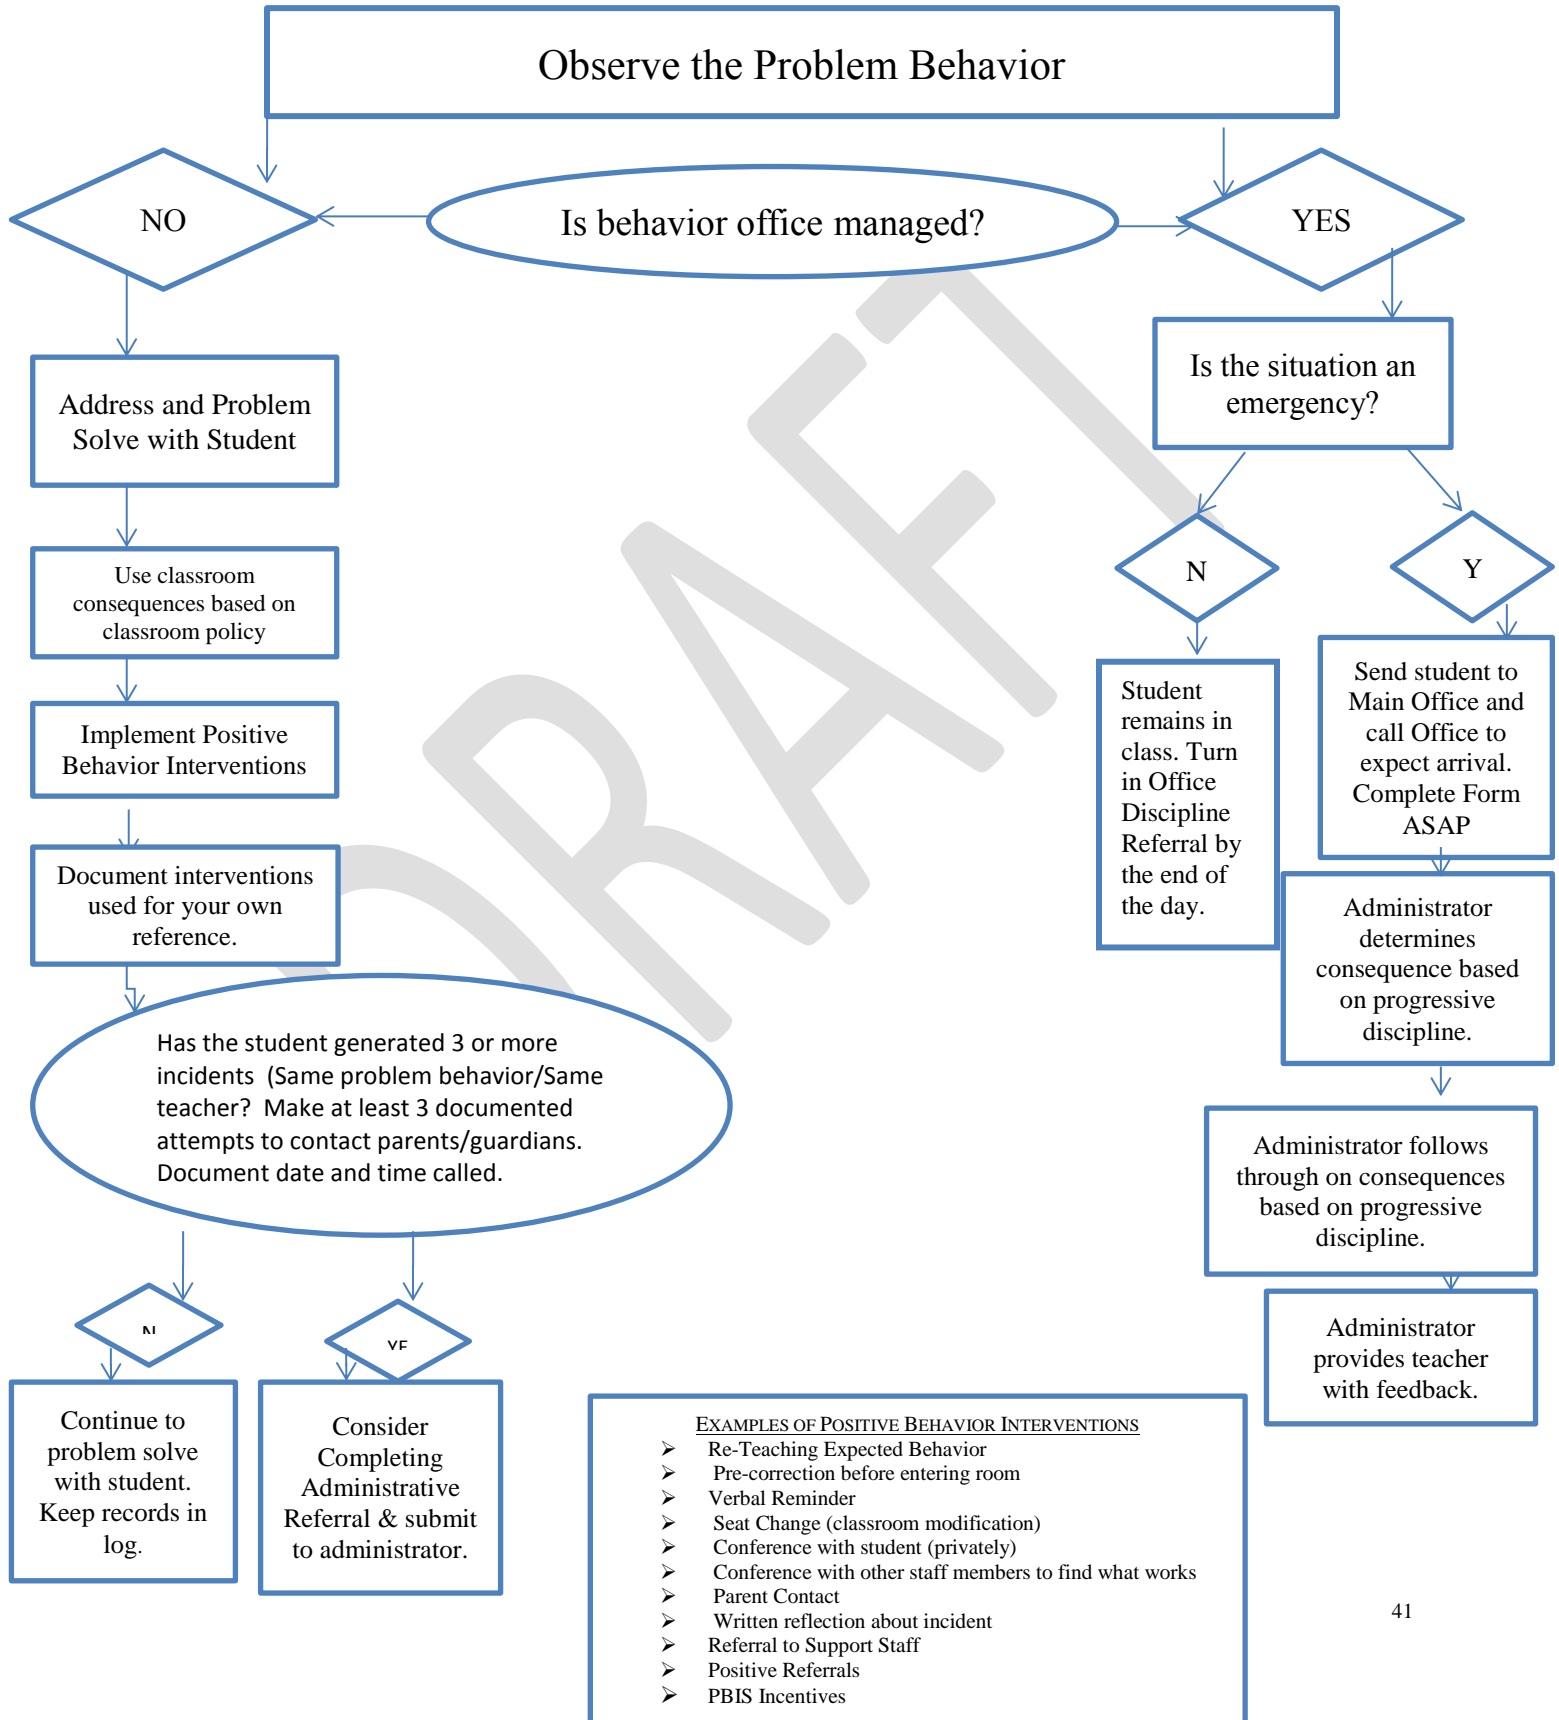 Observe the Problem Behavior
NO
Is behavior office managed?
YES
Address and Problem
Solve with Student
Use classroom
consequences based on
classroom policy
Implement Positive
Behavior Interventions
Document interventions
used for your own
reference.
Has the student generated 3 or more
incidents  (Same problem behavior/Same
teacher?  Make at least 3 documented
attempts to contact parents/guardians.
Document date and time called.
Continue to
problem solve
with student.
Keep records in
log.
Consider
Completing
Administrative
Referral & submit
to administrator.
Is the situation an
emergency?
N
Y
Student
remains in
class. Turn
in Office
Discipline
Referral by
the end of
the day.
Send student to
Main Office and
call Office to
expect arrival.
Complete Form
ASAP
Administrator
determines
consequence based
on progressive
discipline.
Administrator follows
through on consequences
based on progressive
discipline.
Administrator
provides teacher
with feedback.
EXAMPLES OF POSITIVE BEHAVIOR INTERVENTIONS
➢ Re-Teaching Expected Behavior
➢ Pre-correction before entering room
➢ Verbal Reminder
➢ Seat Change (classroom modification)
➢ Conference with student (privately)
➢ Conference with other staff members to find what works
➢ Parent Contact
➢ Written reflection about incident
➢ Referral to Support Staff
➢ Positive Referrals
➢ PBIS Incentives
41
DRAFT